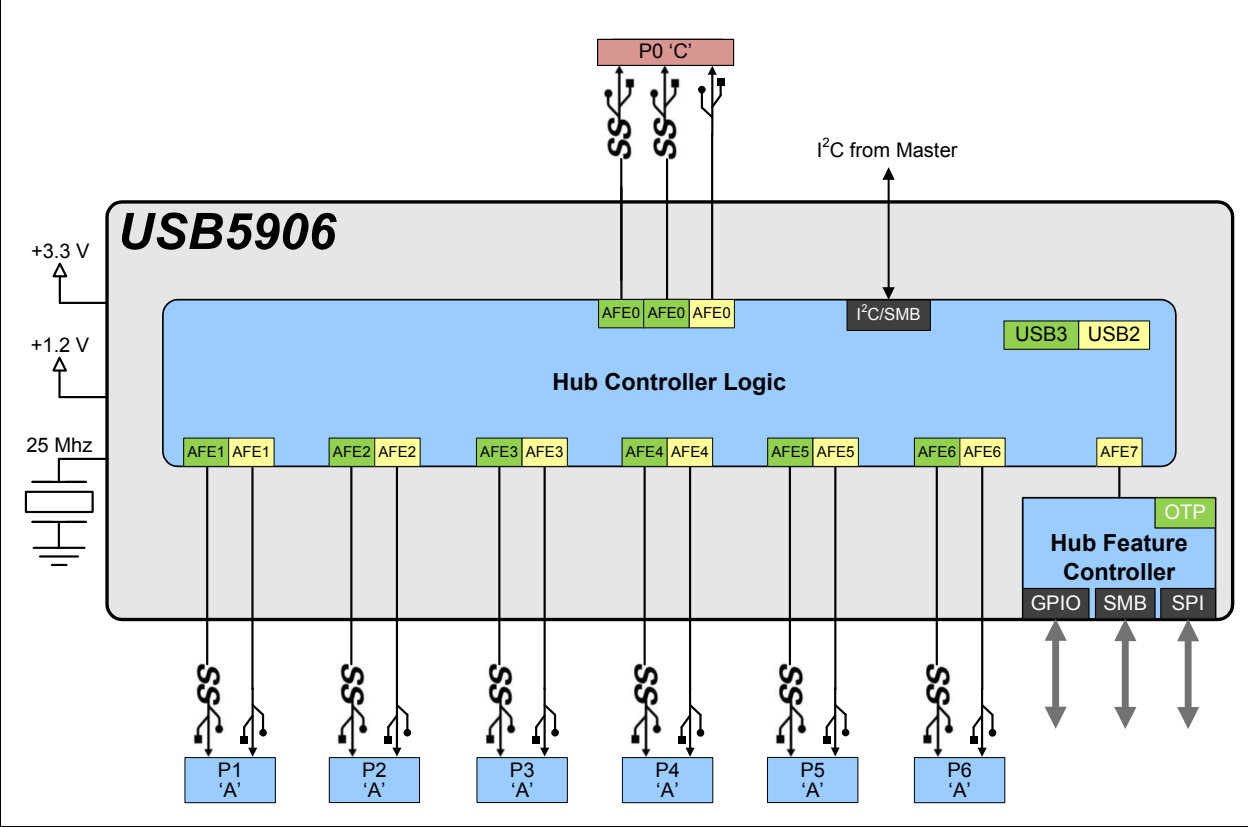 P0 ‘C’
SS SS
I²C from Master
USB5906
+3.3 V
AFE0 AFE0 AFE0
I²C/SMB
USB3 USB2
+1.2 V
Hub Controller Logic
25 Mhz
AFE1 AFE1 AFE2 AFE2 AFE3 AFE3 AFE4 AFE4 AFE5 AFE5 AFE6 AFE6 AFE7
OTP
Hub Feature
Controller
GPIO SMB SPI
SS SS SS SS SS SS
P1 P2 P3 P4 P5 P6
‘A’ ‘A’ ‘A’ ‘A’ ‘A’ ‘A’